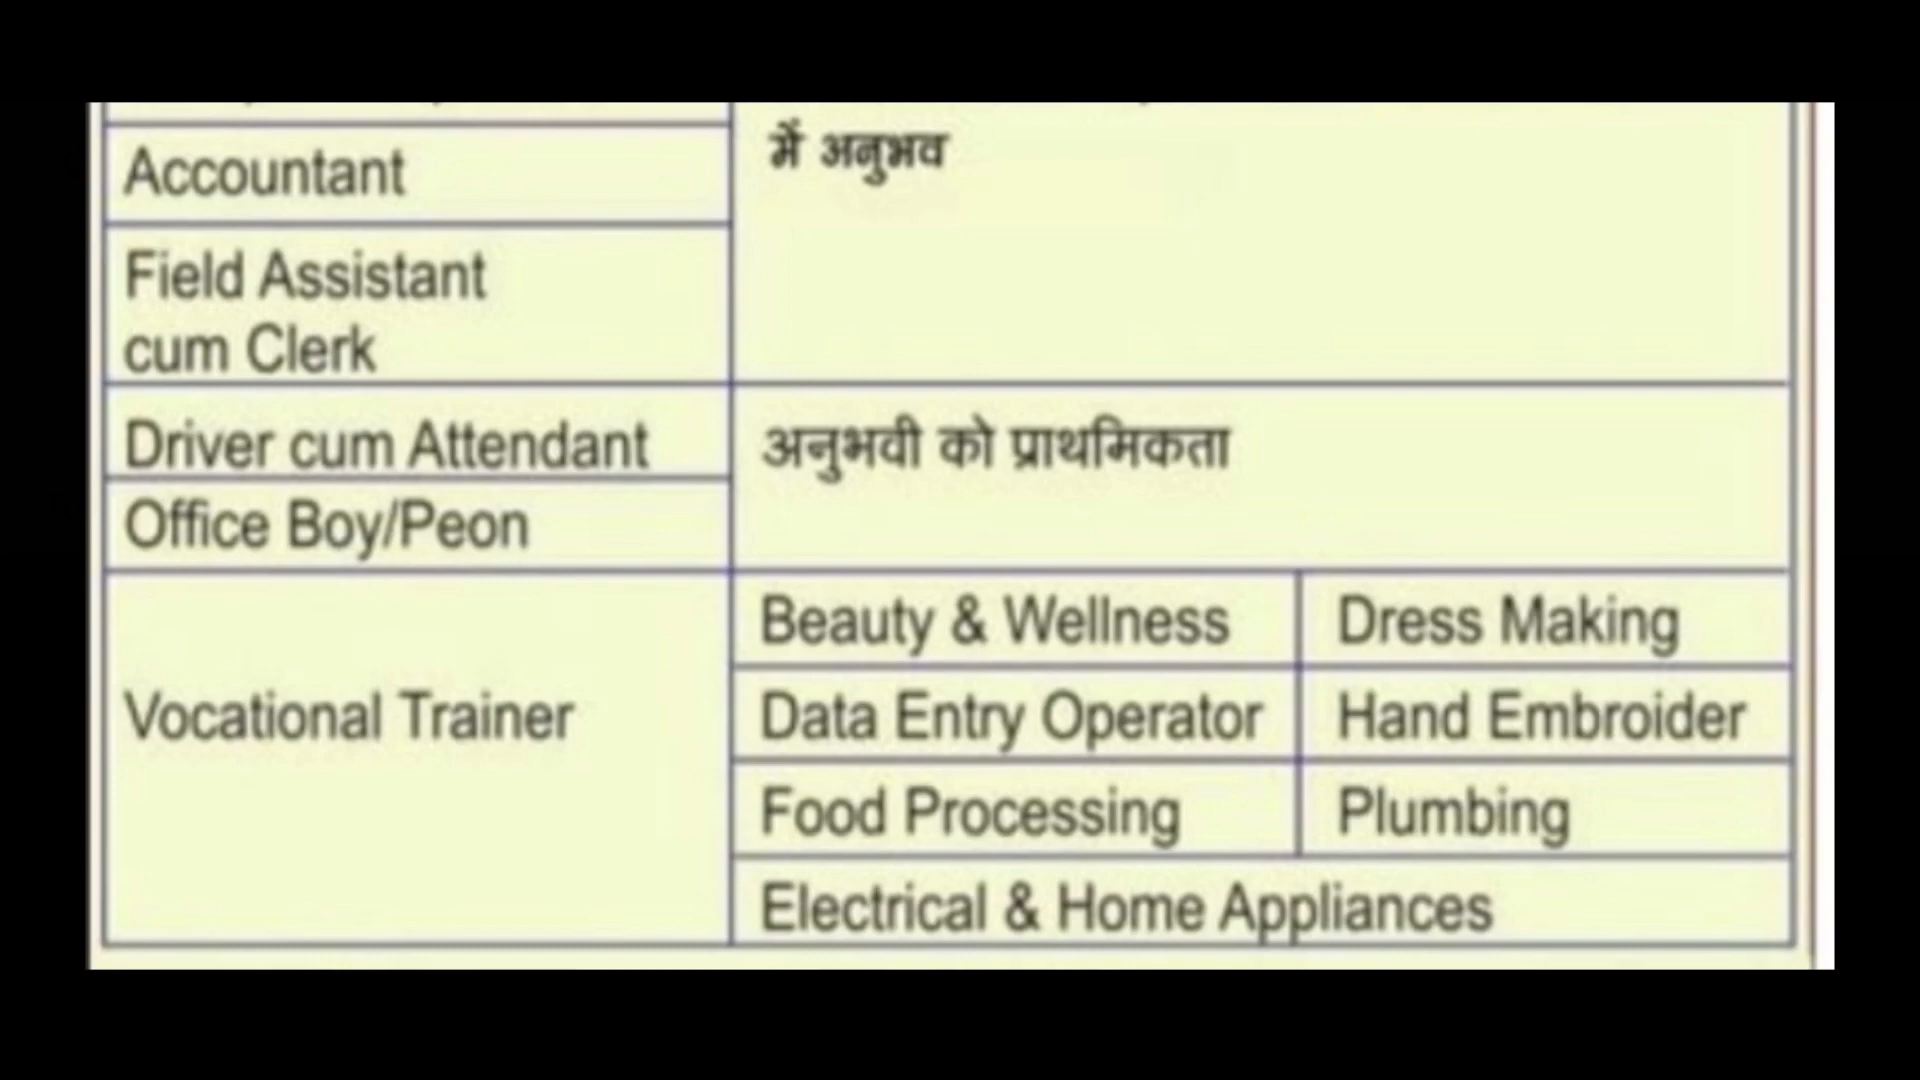 में अनुभव
Accountant
Field Assistant
cum Clerk
Driver cum Attendant
अनुभवी को प्राथमिकता
Office Boy/Peon
Vocational Trainer
Beauty & Wellness
Dress Making
Data Entry Operator
Hand Embroider
Food Processing
Plumbing
Electrical & Home Appliances